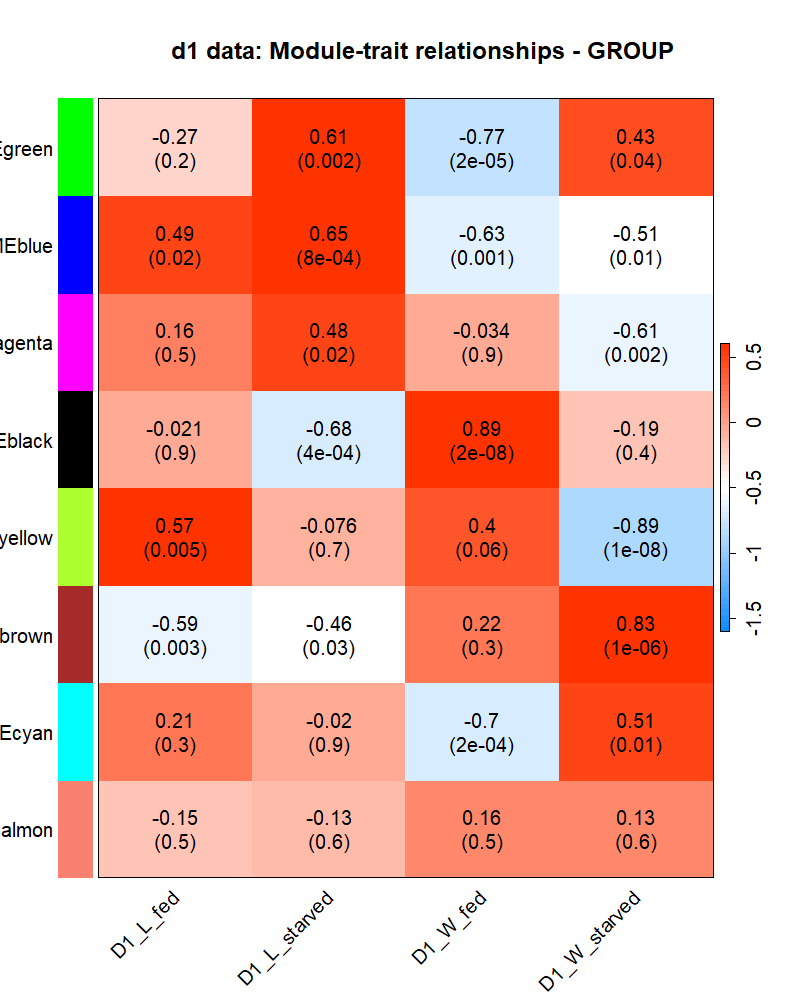 d1 data: Module-trait relationships - GROUP
Egreen -0.27 0.61 -0.77 0.43
(0.2) (0.002) (2e-05) (0.04)
MEblue 0.49 0.65 -0.63 -0.51
(0.02) (8e-04) (0.001) (0.01)
agenta 0.16 0.48 -0.034 -0.61
(0.5) (0.02) (0.9) (0.002)
Eblack -0.021 -0.68 0.89 -0.19
(0.9) (4e-04) (2e-08) (0.4)
yellow 0.57 -0.076 0.4 -0.89
(0.005) (0.7) (0.06) (1e-08)
brown -0.59 -0.46 0.22 0.83
(0.003) (0.03) (0.3) (1e-06)
Ecyan 0.21 -0.02 -0.7 0.51
(0.3) (0.9) (2e-04) (0.01)
almon -0.15 -0.13 0.16 0.13
(0.5) (0.6) (0.5) (0.6)
D1_L_fed D1_L_starved D1_W_fed D1_W_starved
0.5
0
-0.5
-1
-1.5